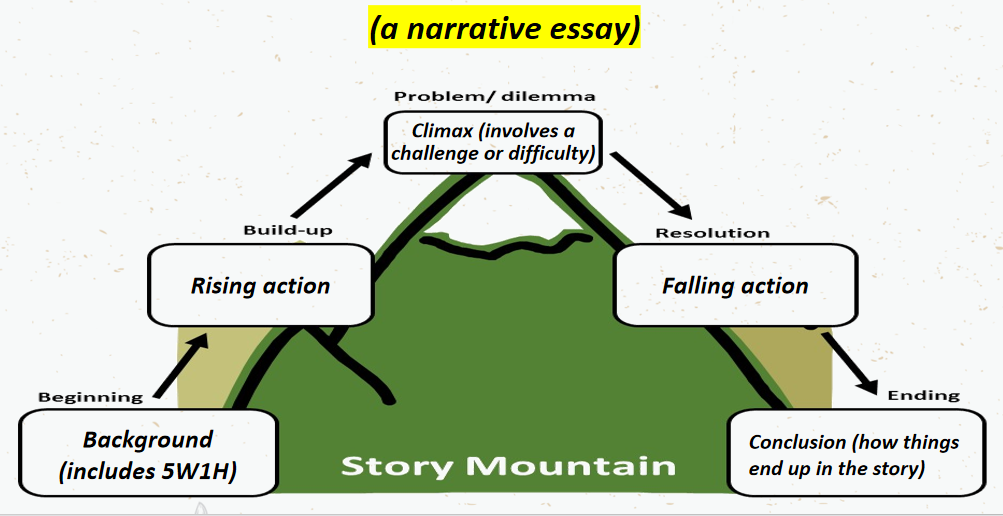 (a narrative essay)
Problem/ dilemma
Climax (involves a
challenge or difficulty)
Build-up
Rising action
Resolution
Falling action
Beginning
Background
(includes 5W1H)
Ending
Conclusion (how things
end up in the story)
Story Mountain